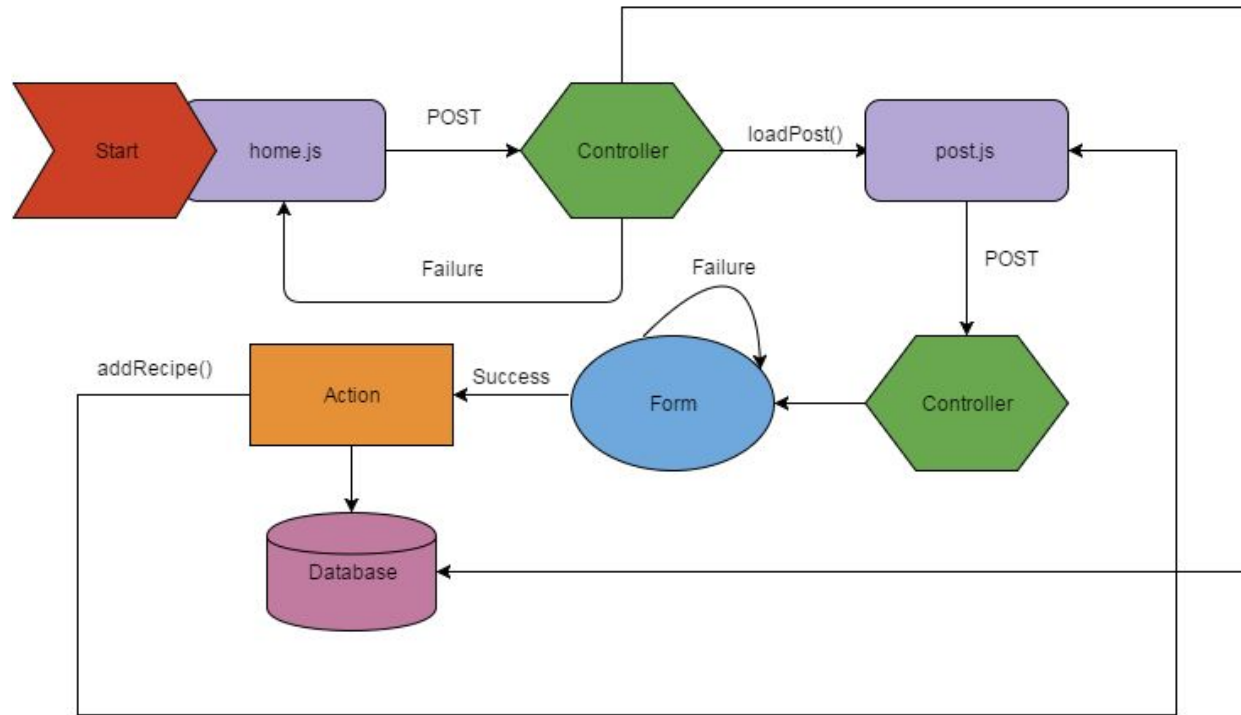 Start
home.js
POST
Controller
loadPost()
post.js
Failure
Failure
POST
addRecipe()
Action
Success
Form
Controller
Database